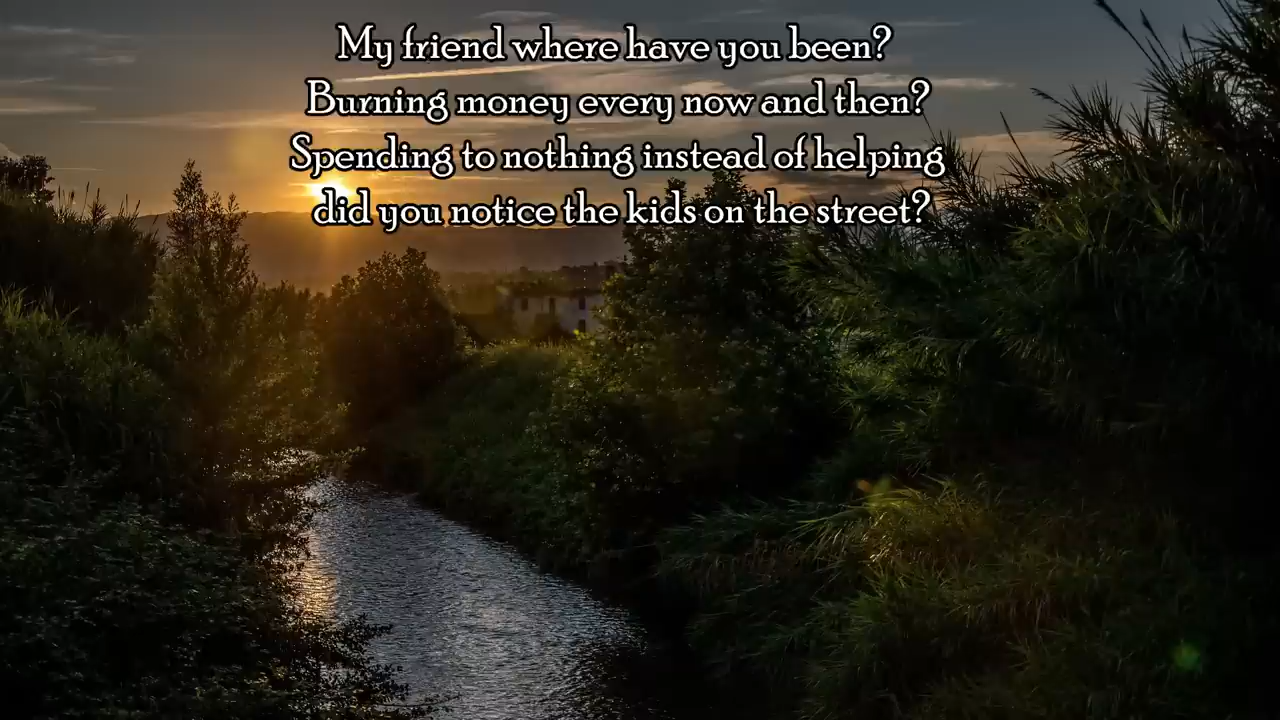 My friend where have you been?
Burning money every now and then?
Spending to nothing instead of helping
did you notice the kids on the street?